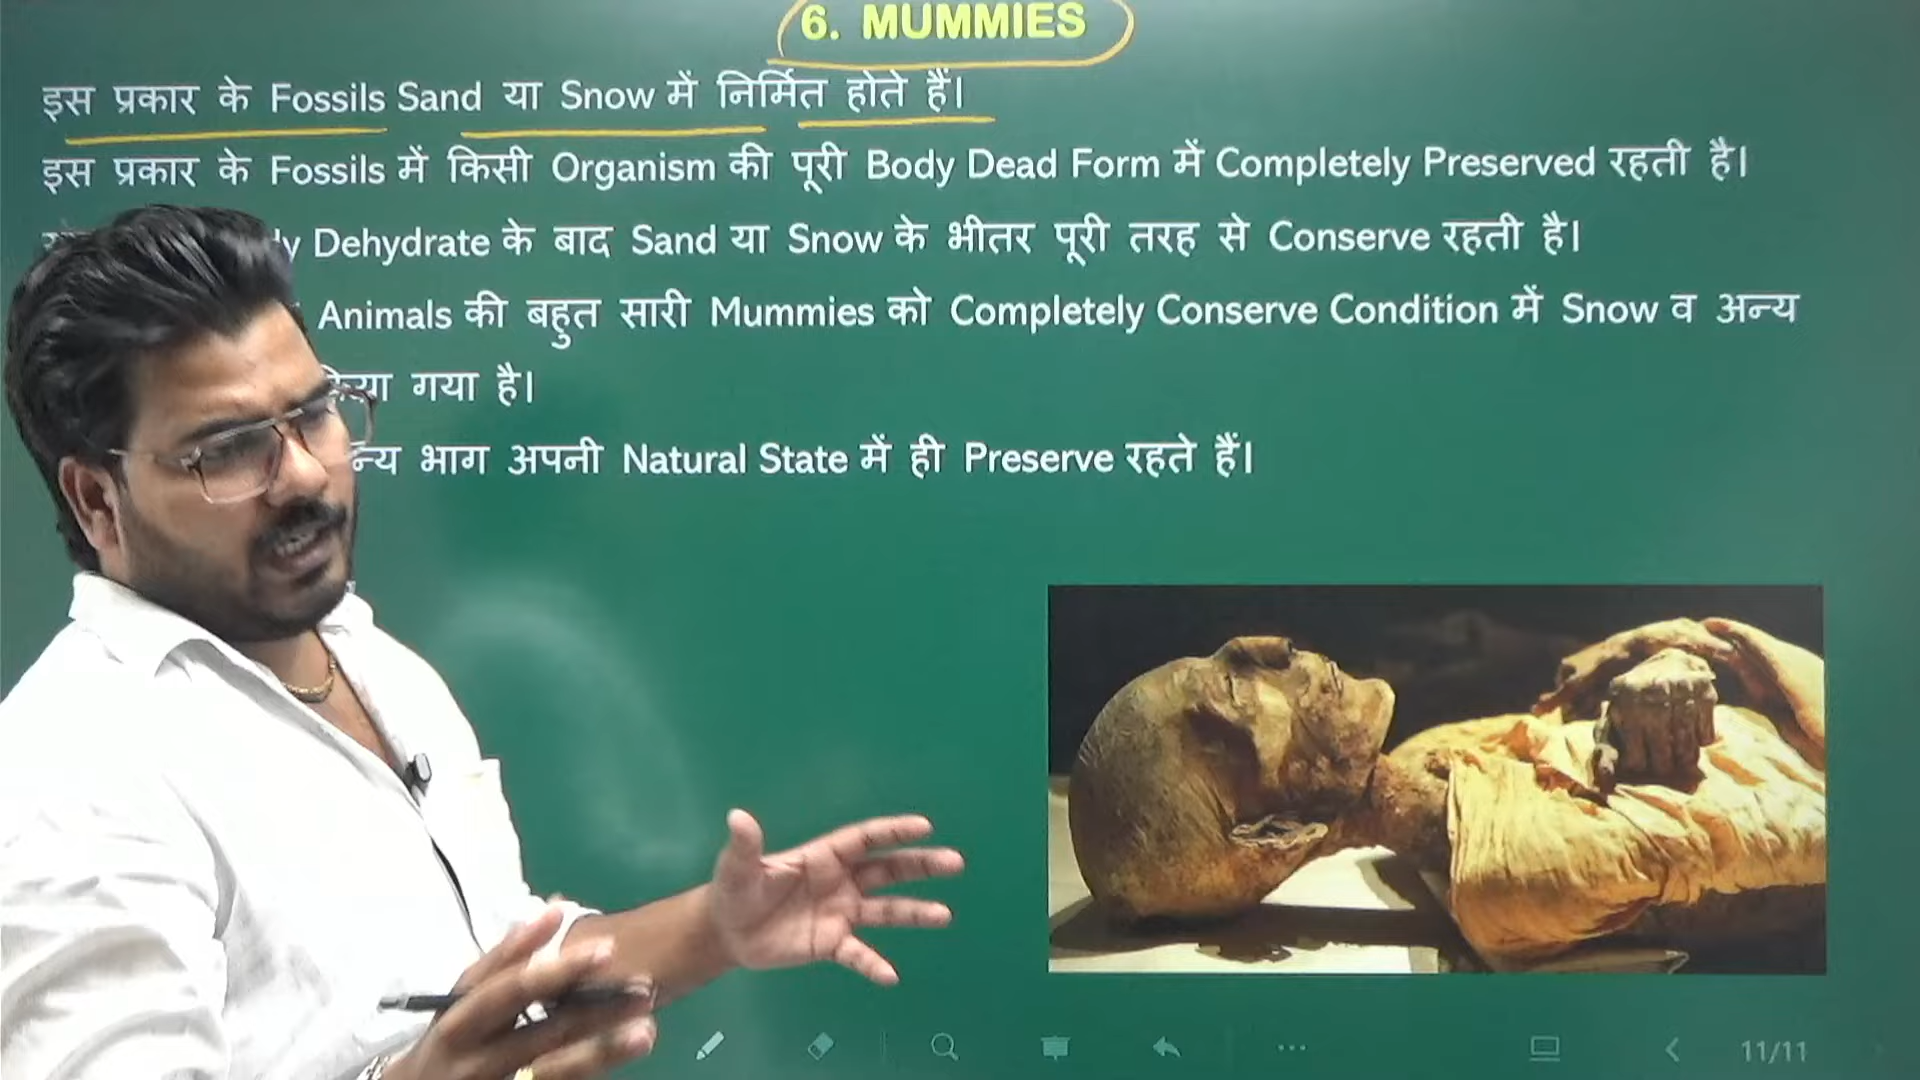 6. MUMMIES
इस प्रकार के Fossils Sand या Snow में निर्मित होते हैं।
इस प्रकार के Fossils में किसी Organism की पूरी Body Dead Form में Completely Preserved रहती है।
Dehydrate के बाद Sand या Snow के भीतर पूरी तरह से Conserve रहती है।
Animals की बहुत सारी Mummies को Completely Conserve Condition में Snow व अन्य
गया है।
भाग अपनी Natural State में ही Preserve रहते हैं।
11/11